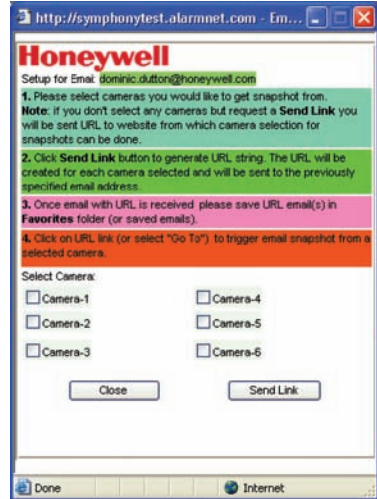 http://symphonytest.alarmnet.com - Em...
Honeywell
Setup for Emai: dominic.dutton@honeywell.com
1. Please select cameras you would like to get snapshot from.
Note: if you don't select any cameras but request a Send Link you
will be sent URL to website from which camera selection for
snapshots can be done.
2. Click Send Link button to generate URL string. The URL will be
created for each camera selected and will be sent to the previously
specified email address.
3. Once email with URL is received please save URL email(s) in
Favorites folder (or saved emails).
4. Click on URL link (or select "Go To") to trigger email snapshot from a
selected camera.
Select Camera:
Camera-1 Camera-4
Camera-2 Camera-5
Camera-3 Camera-6
Close Send Link
Done Internet